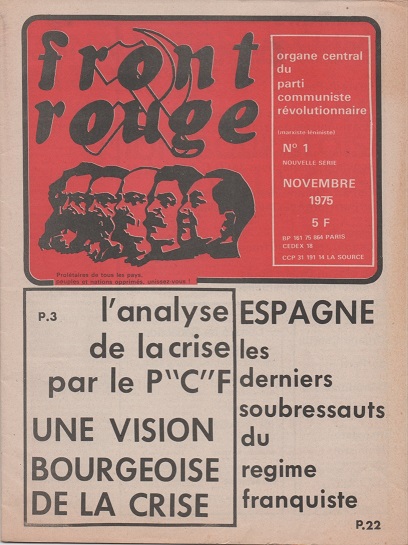 front
rouge
organe central
du
parti
communiste
révolutionnaire
(marxiste-léniniste)
N° 1
NOUVELLE SÉRIE
NOVEMBRE
1975
5 F
BP 161 75 864 PARIS
CEDEX 18
CCP 31 191 14 LA SOURCE
Prolétaires de tous les pays,
peuples et nations opprimés, unissez-vous !
P.3
l'analyse
de la crise
par le P"C"F
UNE VISION
BOURGEOISE
DE LA CRISE
ESPAGNE
les
derniers
soubressauts
du
regime
franquiste
P.22